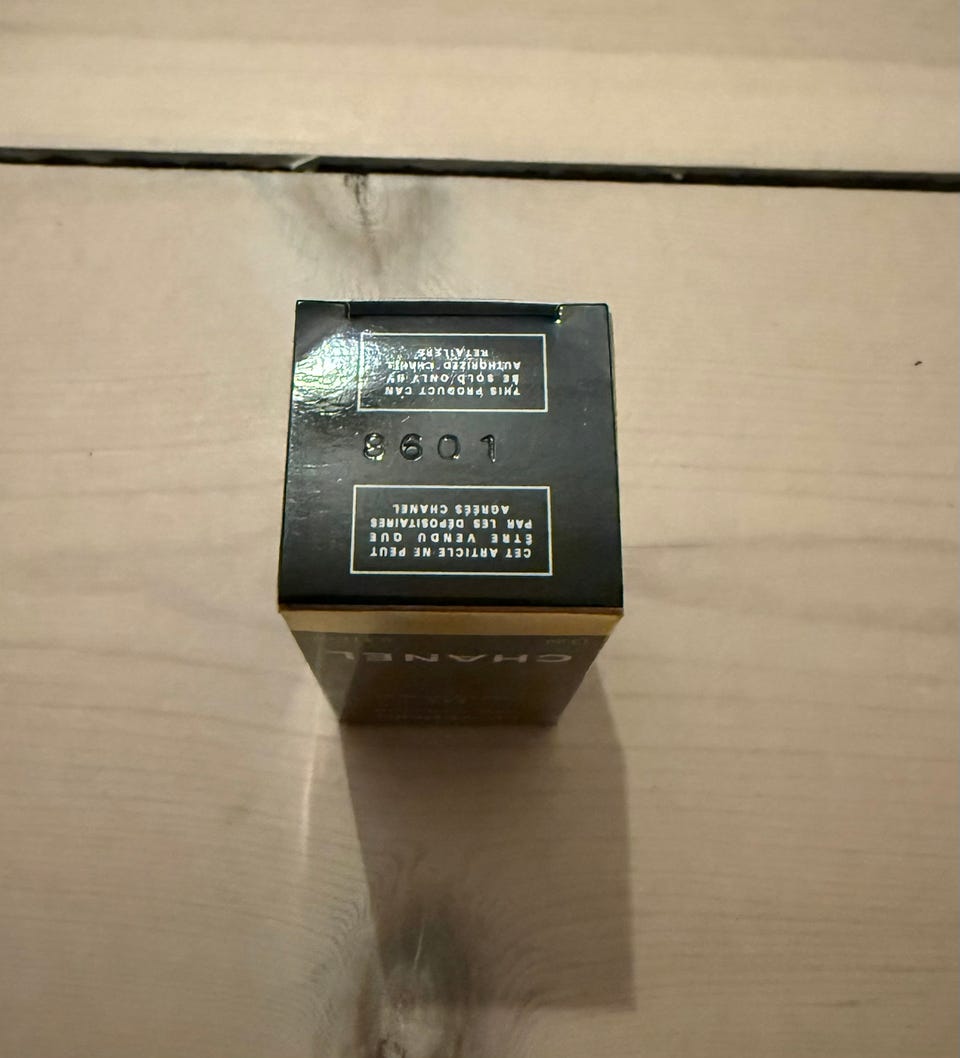 CHANEL
CET ARTICLE NE PEUT
ÊTRE VENDU QUE
PAR LES DÉPOSITAIRES
AGRÉÉS CHANEL
8601
THIS PRODUCT CAN
BE SOLD ONLY BY
AUTHORIZED CHANEL
RETAILERS